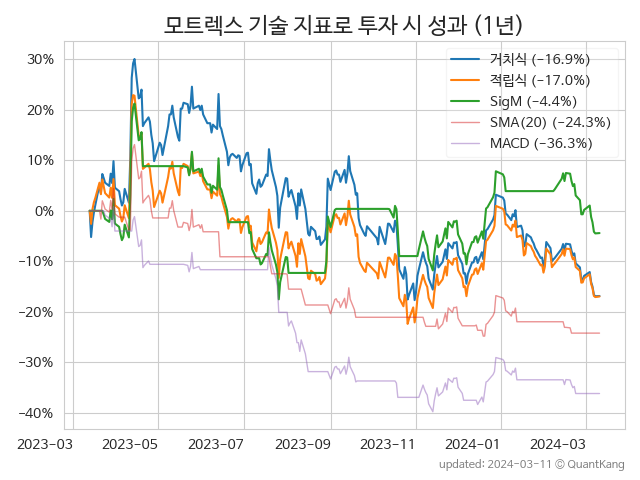 모트렉스 기술 지표로 투자 시 성과 (1년)
거치식 (−16.9%)
적립식 (−17.0%)
SigM (−4.4%)
SMA(20) (−24.3%)
MACD (−36.3%)
30%
20%
10%
0%
−10%
−20%
−30%
−40%
2023-03 2023-05 2023-07 2023-09 2023-11 2024-01 2024-03
updated: 2024-03-11 © QuantKang